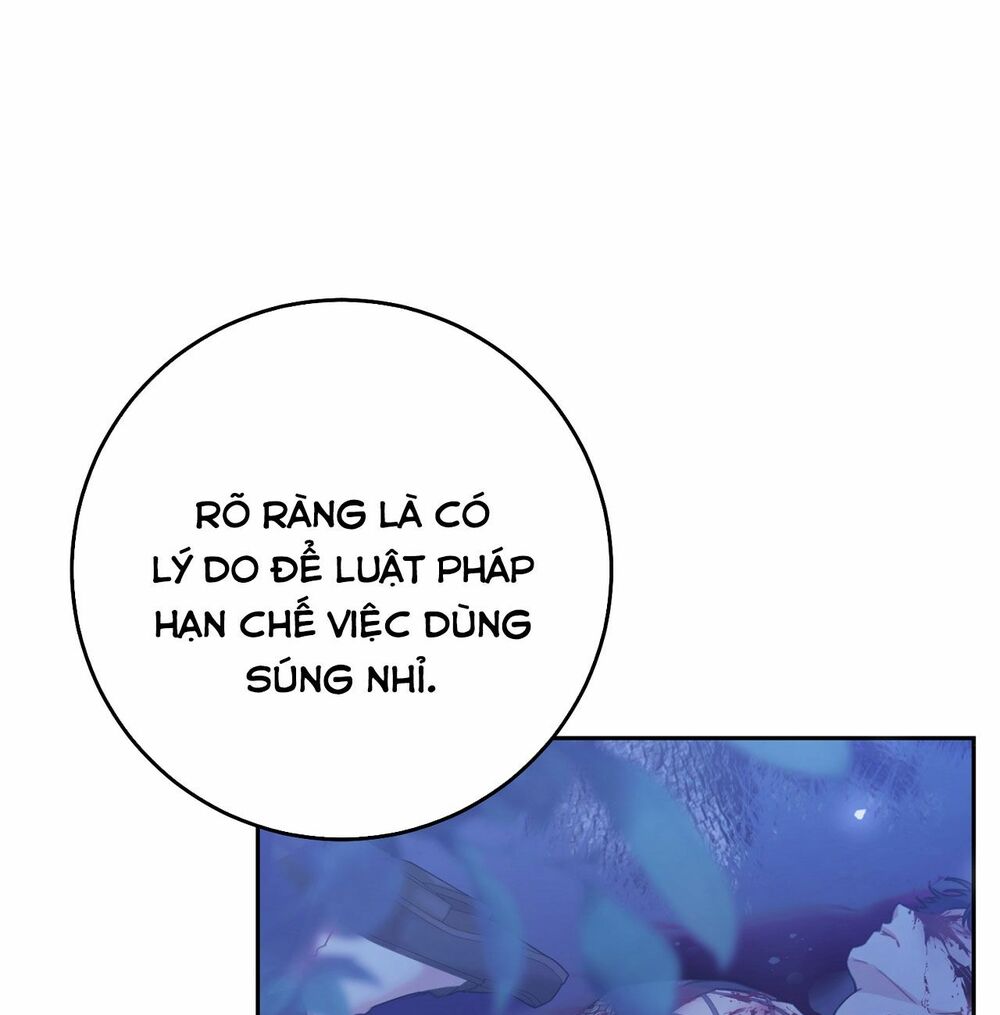 RÕ RÀNG LÀ CÓ
LÝ DO ĐỂ LUẬT PHÁP
HẠN CHẾ VIỆC DÙNG
SÚNG NHỈ.